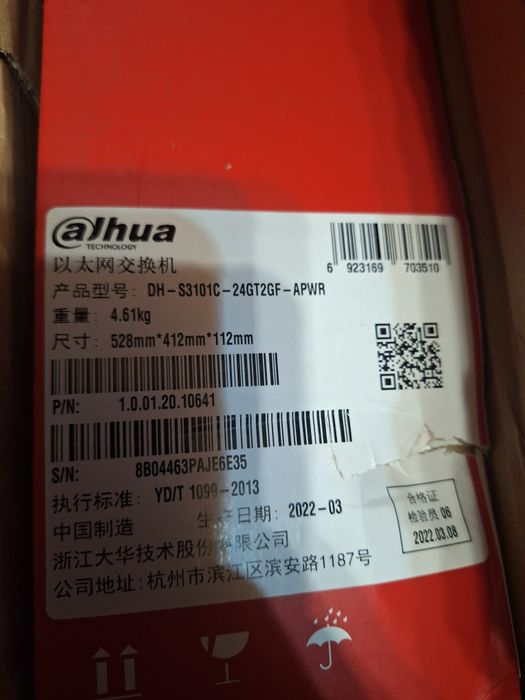 alhua
TECHNOLOGY
以太网交换机
6 923169 703510
产品型号: DH-S3101C-24GT2GF-APWR
重量: 4.61kg
尺寸: 528mm*412mm*112mm
P/N: 1.0.01.20.10641
S/N: 8B04463PAJE6E35
执行标准: YD/T 1099-2013
中国制造 生产日期: 2022-03
浙江大华技术股份有限公司
公司地址: 杭州市滨江区滨安路1187号
合格证
检验员 06
2022.03.08